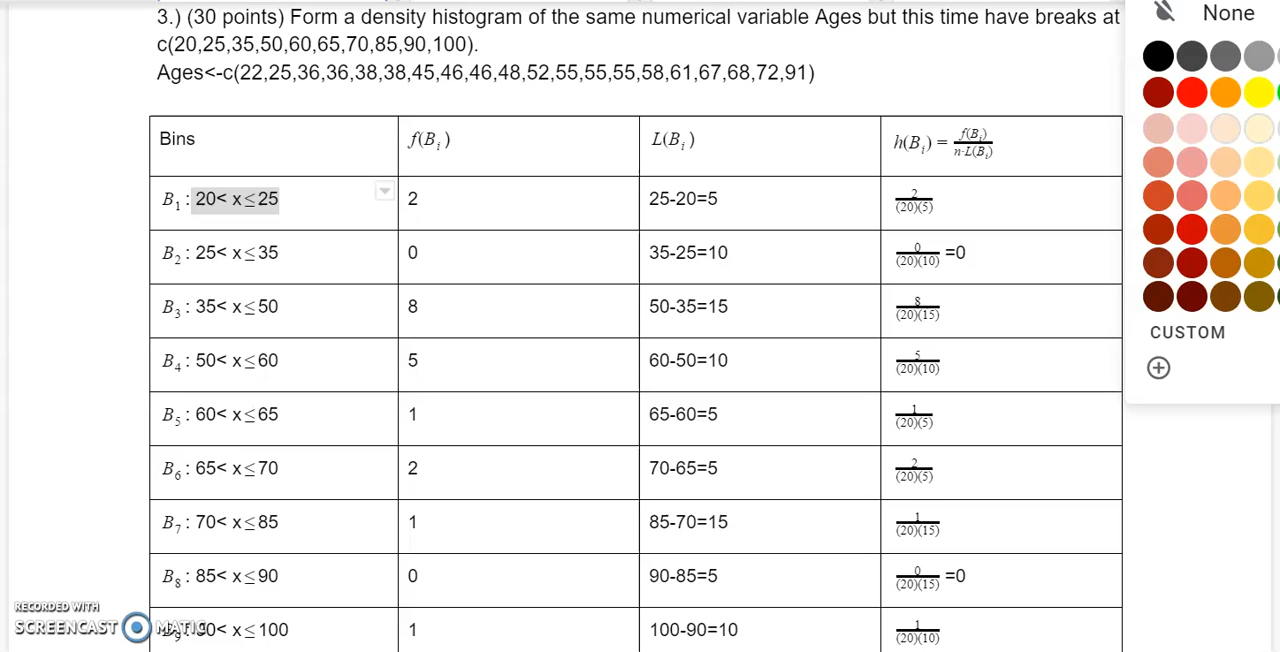 3.) (30 points) Form a density histogram of the same numerical variable Ages but this time have breaks at
c(20,25,35,50,60,65,70,85,90,100).
Ages<-c(22,25,36,36,38,38,45,46,46,48,52,55,55,55,58,61,67,68,72,91)
None
CUSTOM
Bins f(B_i) L(B_i) h(B_i) = f(B_i)/n·L(B_i)
B_1 : 20< x≤25 2 25-20=5 2/(20)(5)
B_2 : 25< x≤35 0 35-25=10 0/(20)(10) =0
B_3 : 35< x≤50 8 50-35=15 8/(20)(15)
B_4 : 50< x≤60 5 60-50=10 5/(20)(10)
B_5 : 60< x≤65 1 65-60=5 1/(20)(5)
B_6 : 65< x≤70 2 70-65=5 2/(20)(5)
B_7 : 70< x≤85 1 85-70=15 1/(20)(15)
B_8 : 85< x≤90 0 90-85=5 0/(20)(15) =0
B_9 : 90< x≤100 1 100-90=10 1/(20)(10)
RECORDED WITH
SCREENCAST MATIC